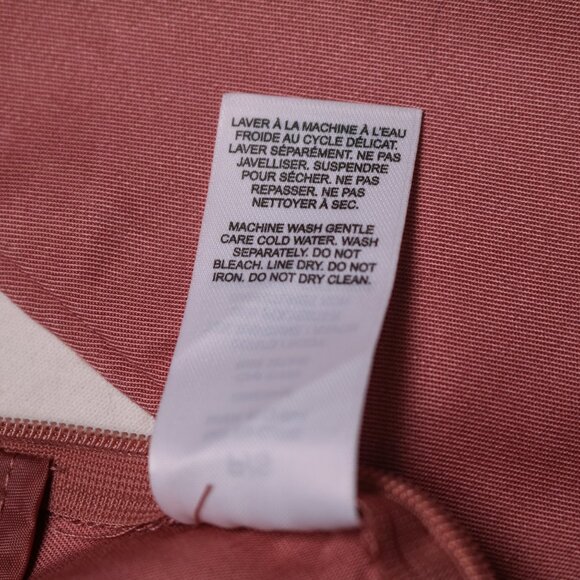 LAVER À LA MACHINE À L'EAU
FROIDE AU CYCLE DÉLICAT.
LAVER SÉPARÉMENT. NE PAS
JAVELLISER. SUSPENDRE
POUR SÉCHER. NE PAS
REPASSER. NE PAS
NETTOYER À SEC.
MACHINE WASH GENTLE
CARE COLD WATER. WASH
SEPARATELY. DO NOT
BLEACH. LINE DRY. DO NOT
IRON. DO NOT DRY CLEAN.